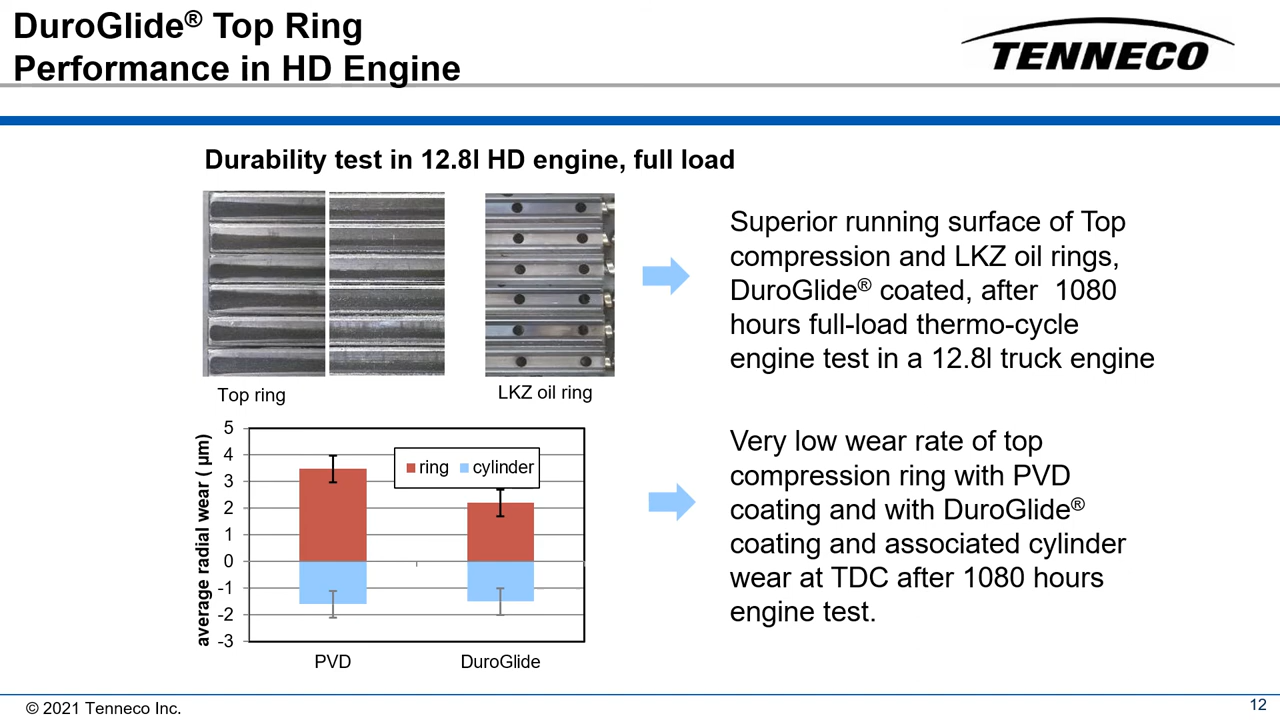 DuroGlide® Top Ring
Performance in HD Engine
TENNECO
Durability test in 12.8l HD engine, full load
Top ring
LKZ oil ring
Superior running surface of Top
compression and LKZ oil rings,
DuroGlide® coated, after 1080
hours full-load thermo-cycle
engine test in a 12.8l truck engine
average radial wear ( µm)
5
4
3
2
1
0
-1
-2
-3
ring cylinder
PVD DuroGlide
Very low wear rate of top
compression ring with PVD
coating and with DuroGlide®
coating and associated cylinder
wear at TDC after 1080 hours
engine test.
© 2021 Tenneco Inc.
12